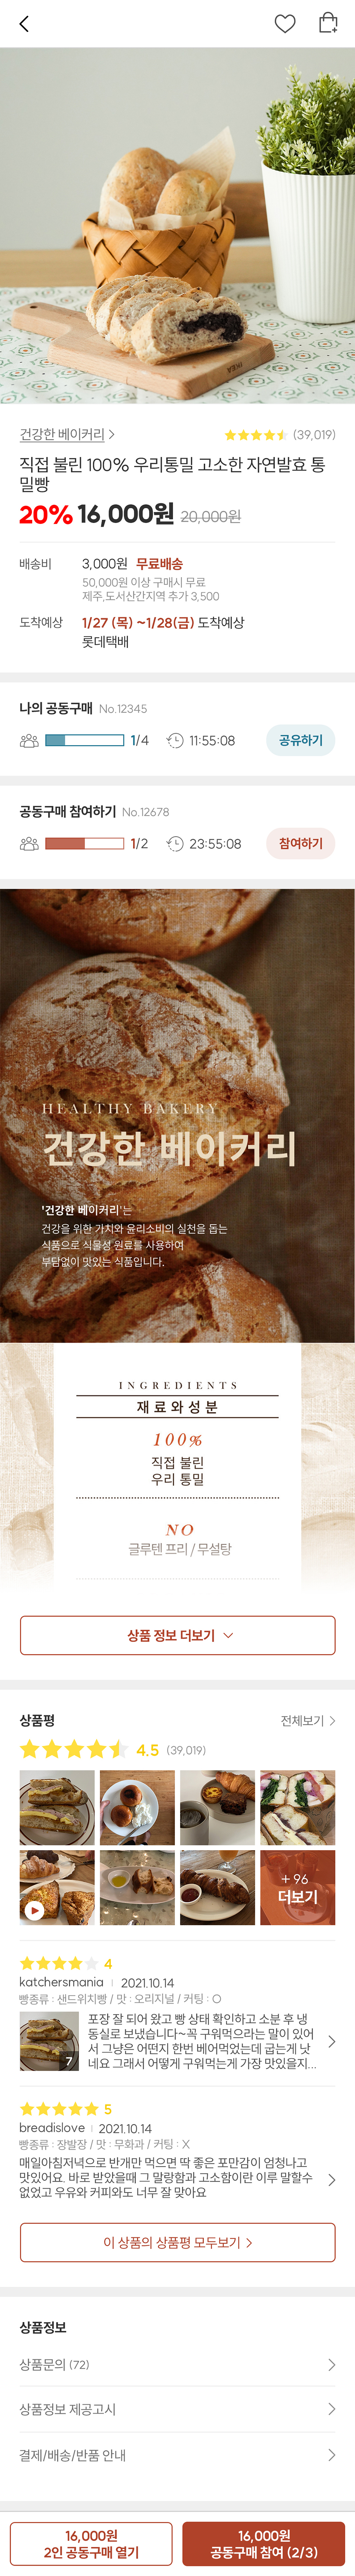 건강한 베이커리
(39,019)
직접 불린 100% 우리통밀 고소한 자연발효 통
밀빵
20% 16,000원 20,000원
배송비 3,000원 무료배송
50,000원 이상 구매시 무료
제주,도서산간지역 추가 3,500
도착예상 1/27 (목) ~1/28(금) 도착예상
롯데택배
나의 공동구매 No.12345
1/4 11:55:08 공유하기
공동구매 참여하기 No.12678
1/2 23:55:08 참여하기
HEALTHY BAKERY
건강한 베이커리
'건강한 베이커리'는
건강을 위한 가치와 윤리소비의 실천을 돕는
식품으로 식물성 원료를 사용하여
부담없이 맛있는 식품입니다.
INGREDIENTS
재료와성분
100%
직접 불린
우리 통밀
NO
글루텐 프리 / 무설탕
상품 정보 더보기
상품평 전체보기
4.5 (39,019)
+ 96
더보기
4
katchersmania 2021.10.14
빵종류 : 샌드위치빵 / 맛 : 오리지널 / 커팅 : O
포장 잘 되어 왔고 빵 상태 확인하고 소분 후 냉
동실로 보냈습니다~꼭 구워먹으라는 말이 있어
서 그냥은 어떤지 한번 베어먹었는데 굽는게 낫
네요 그래서 어떻게 구워먹는게 가장 맛있을지...
7
5
breadislove 2021.10.14
빵종류 : 장발장 / 맛 : 무화과 / 커팅 : X
매일아침저녁으로 반개만 먹으면 딱 좋은 포만감이 엄청나고
맛있어요. 바로 받았을때 그 말랑함과 고소함이란 이루 말할수
없었고 우유와 커피와도 너무 잘 맞아요
이 상품의 상품평 모두보기
상품정보
상품문의 (72)
상품정보 제공고시
결제/배송/반품 안내
16,000원
2인 공동구매 열기
16,000원
공동구매 참여 (2/3)